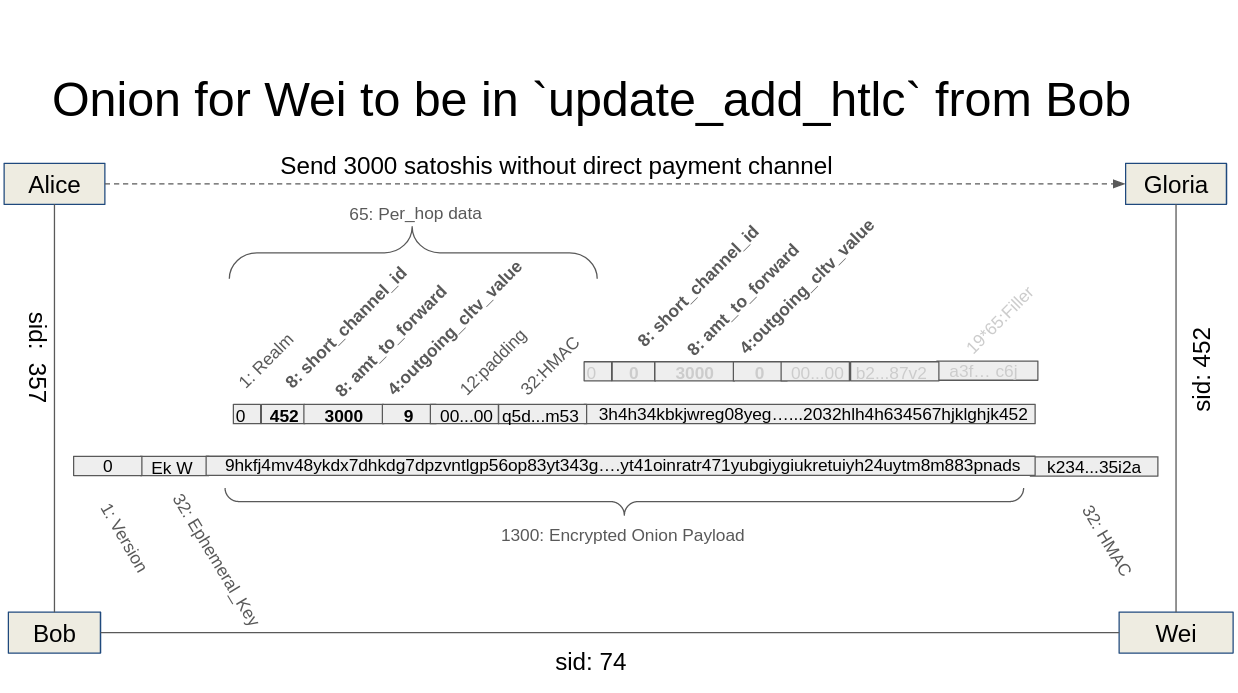 Onion for Wei to be in `update_add_htlc` from Bob
Send 3000 satoshis without direct payment channel
Alice
Gloria
65: Per_hop data
1: Realm
8: short_channel_id
8: amt_to_forward
4:outgoing_cltv_value
12:padding
32:HMAC
8: short_channel_id
8: amt_to_forward
4:outgoing_cltv_value
19*65:Filler
sid: 357
sid: 452
0 0 3000 0 00...00 b2...87v2 a3f… c6j
0 452 3000 9 00...00 q5d...m53 3h4h34kbkjwreg08yeg…...2032hlh4h634567hjklghjk452
0 Ek W 9hkfj4mv48ykdx7dhkdg7dpzvntlgp56op83yt343g….yt41oinratr471yubgiygiukretuiyh24uytm8m883pnads k234...35i2a
1: Version
32: Ephemeral_Key
1300: Encrypted Onion Payload
32: HMAC
Bob
Wei
sid: 74